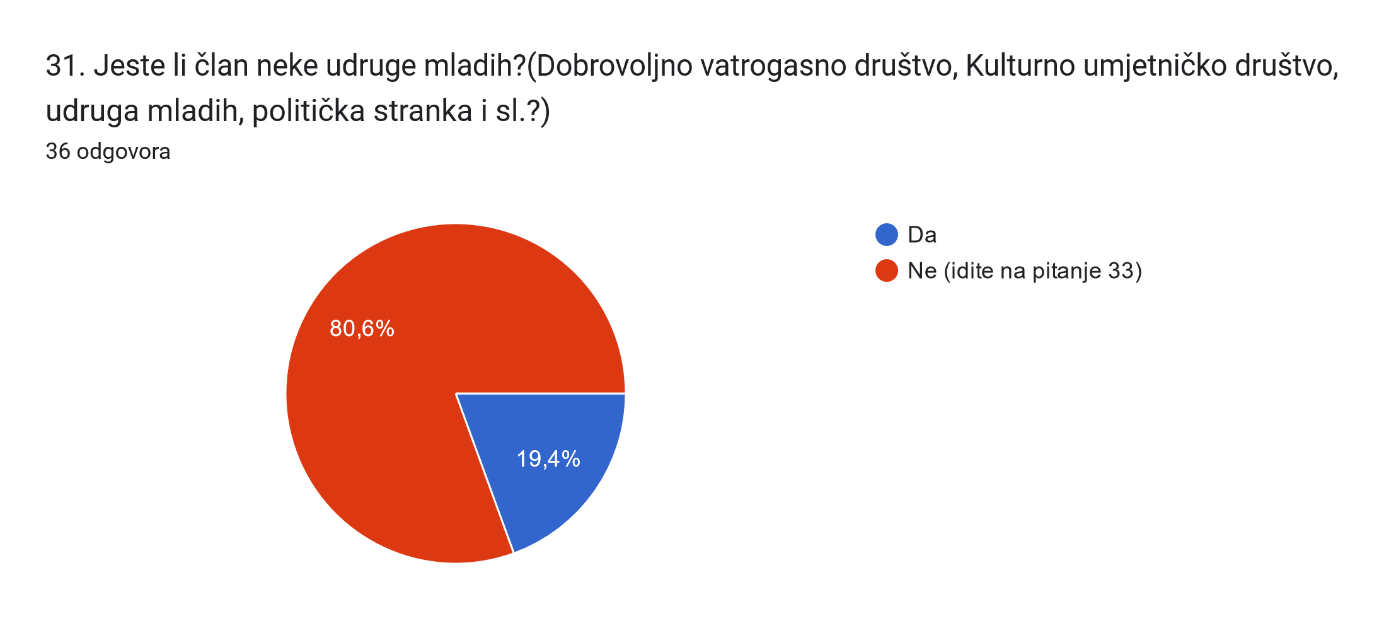 31. Jeste li član neke udruge mladih?(Dobrovoljno vatrogasno društvo, Kulturno umjetničko društvo,
udruga mladih, politička stranka i sl.?)
36 odgovora
Da
Ne (idite na pitanje 33)
80,6%
19,4%